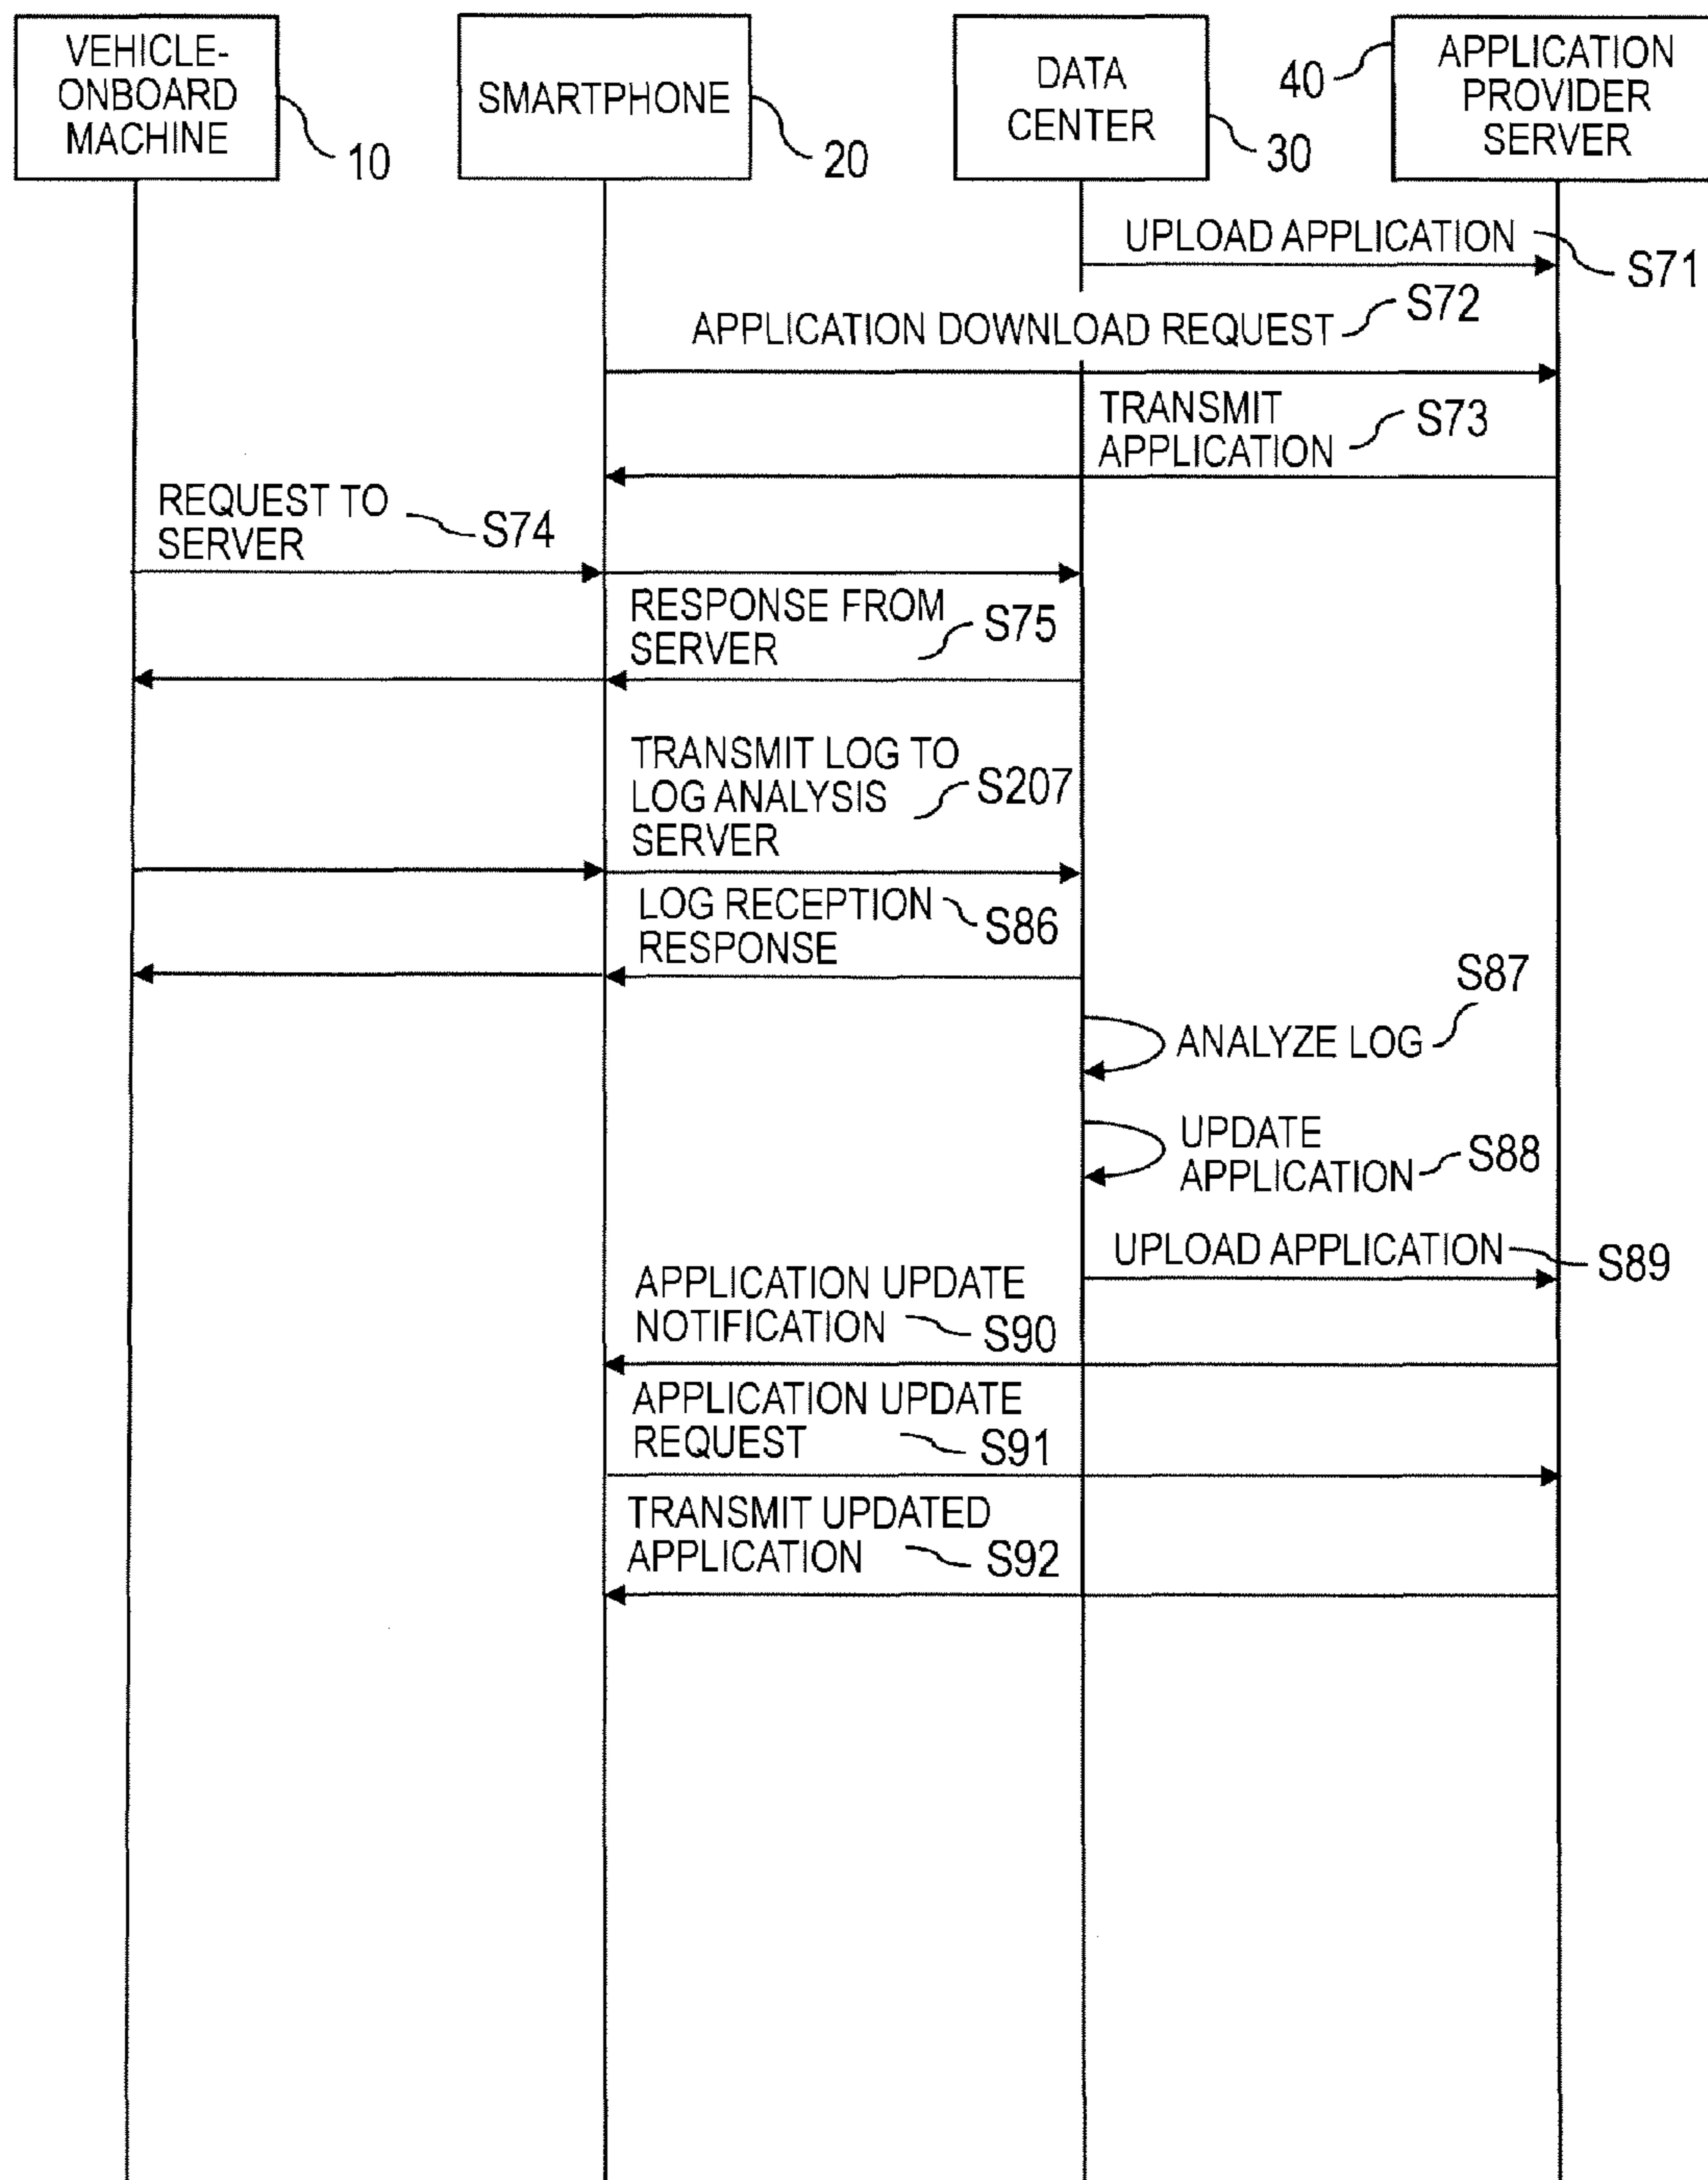 VEHICLE-
ONBOARD
MACHINE
10
SMARTPHONE
20
DATA
CENTER
30
40
APPLICATION
PROVIDER
SERVER
UPLOAD APPLICATION
S71
APPLICATION DOWNLOAD REQUEST
S72
TRANSMIT
APPLICATION
S73
REQUEST TO
SERVER
S74
RESPONSE FROM
SERVER
S75
TRANSMIT LOG TO
LOG ANALYSIS
SERVER
S207
LOG RECEPTION
RESPONSE
S86
ANALYZE LOG
S87
UPDATE
APPLICATION
S88
UPLOAD APPLICATION
S89
APPLICATION UPDATE
NOTIFICATION
S90
APPLICATION UPDATE
REQUEST
S91
TRANSMIT UPDATED
APPLICATION
S92